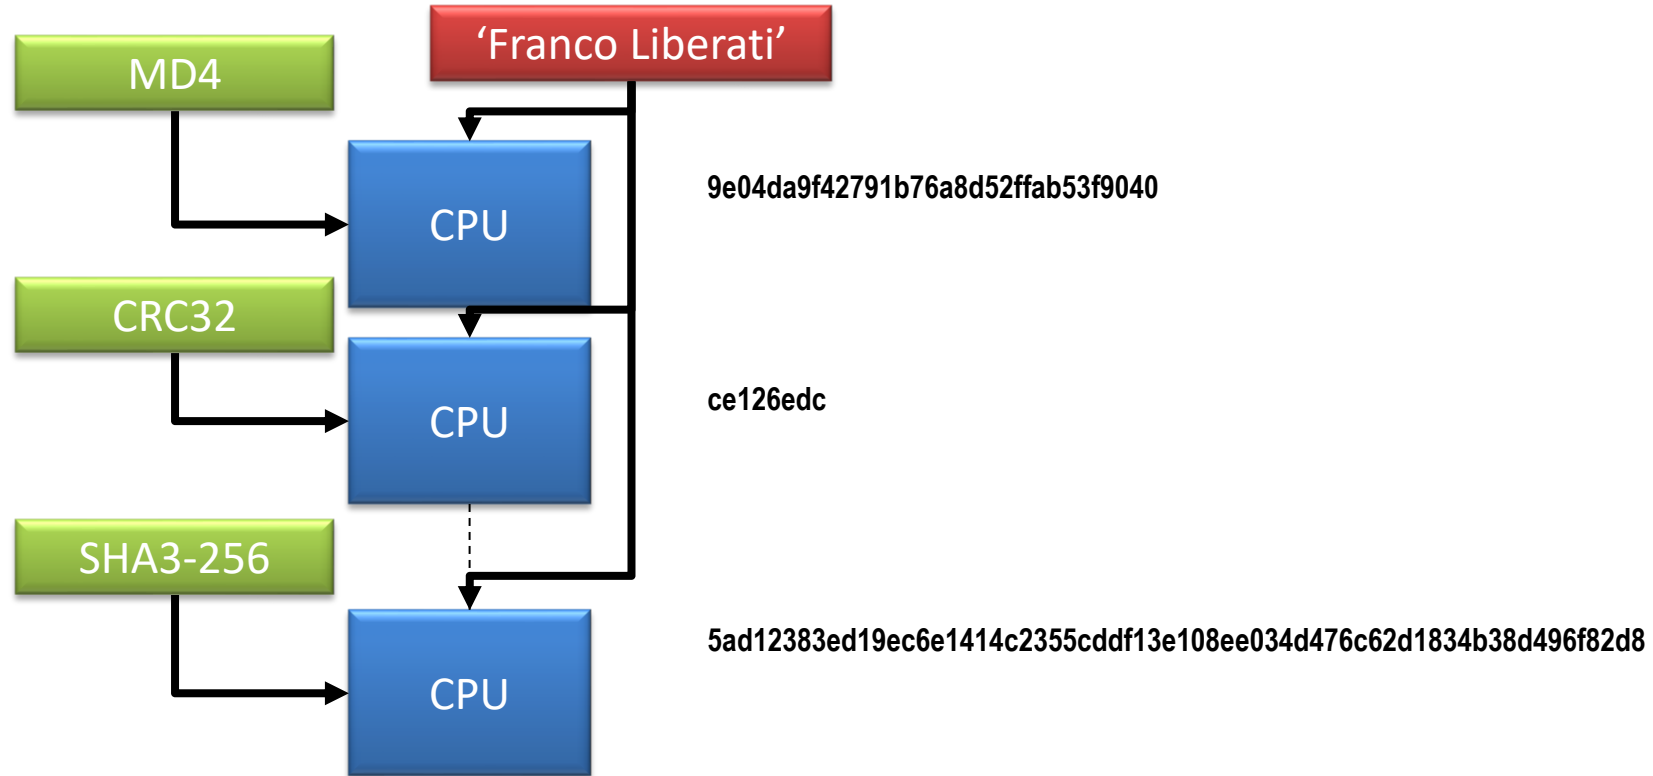 ‘Franco Liberati’
MD4
CPU
9e04da9f42791b76a8d52ffab53f9040
CRC32
CPU
ce126edc
SHA3-256
CPU
5ad12383ed19ec6e1414c2355cddf13e108ee034d476c62d1834b38d496f82d8